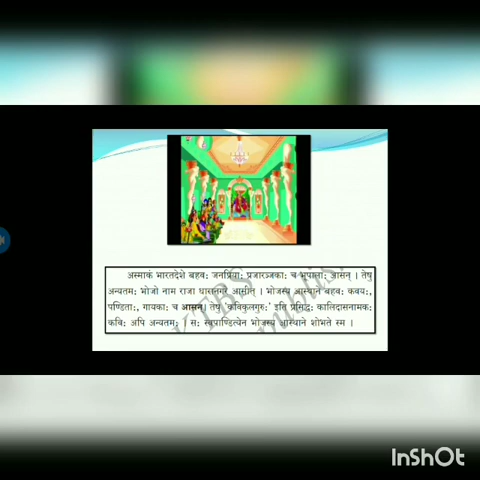 अस्माकं भारतदेशे बहवः जनप्रियाः प्रजारञ्जकाः च भूपालाः आसन् । तेषु
अन्यतमः भोजो नाम राजा धारानगरे आसीत् । भोजस्य आस्थाने बहवः कवयः,
पण्डिताः, गायकाः च आसन्। तेषु 'कविकुलगुरुः' इति प्रसिद्धः कालिदासनामकः
कविः अपि अन्यतमः । सः स्वपाण्डित्येन भोजस्य आस्थाने शोभते स्म ।
InShOt